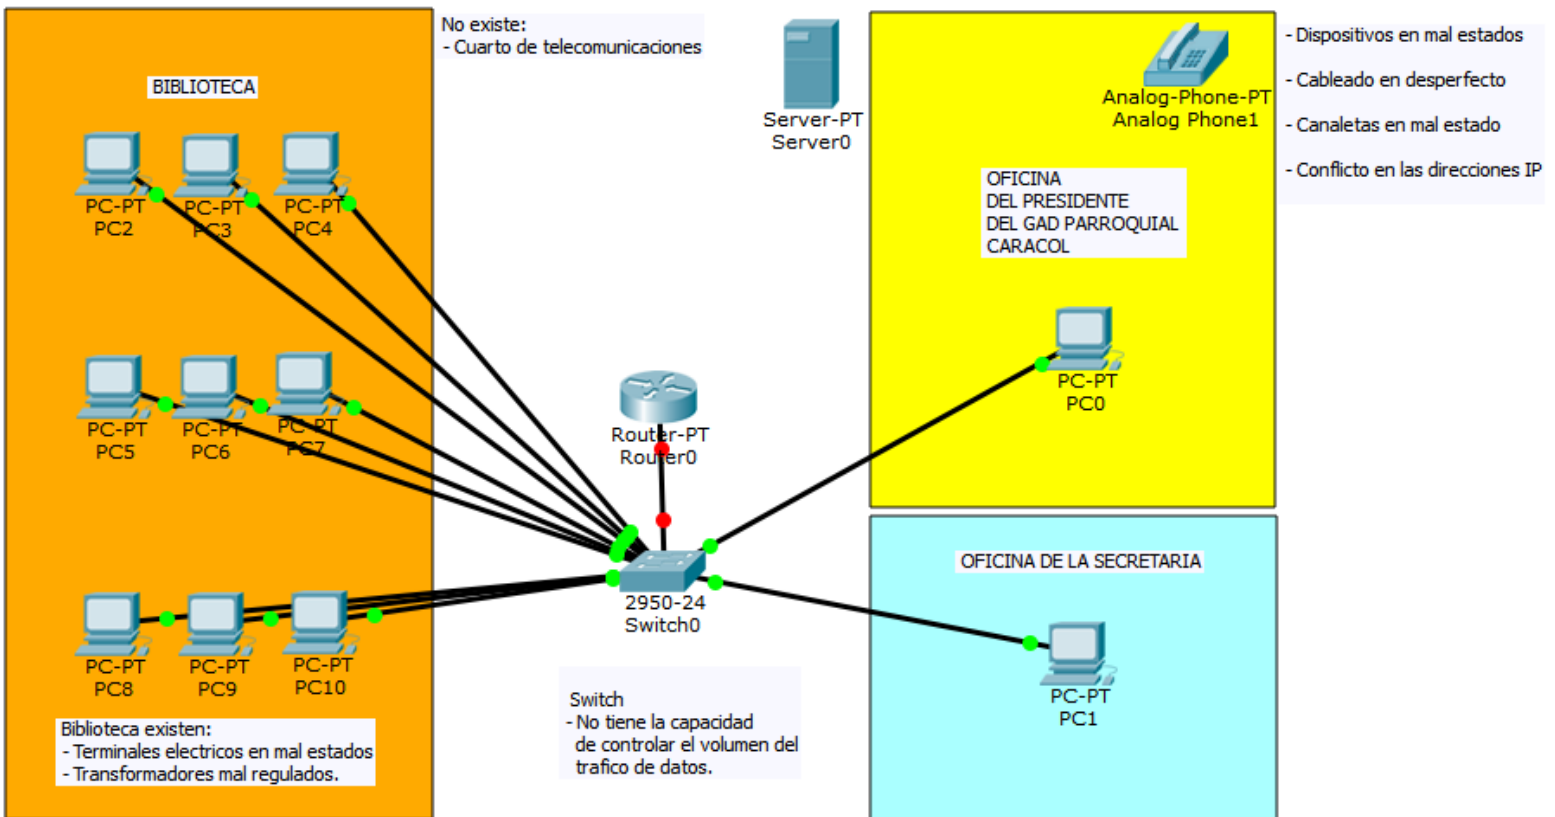 No existe:
- Cuarto de telecomunicaciones
BIBLIOTECA
PC-PT
PC2
PC-PT
PC3
PC-PT
PC4
PC-PT
PC5
PC-PT
PC6
PC-PT
PC7
PC-PT
PC8
PC-PT
PC9
PC-PT
PC10
Biblioteca existen:
- Terminales electricos en mal estados
- Transformadores mal regulados.
Server-PT
Server0
Router-PT
Router0
2950-24
Switch0
Switch
- No tiene la capacidad
de controlar el volumen del
trafico de datos.
Analog-Phone-PT
Analog Phone1
OFICINA
DEL PRESIDENTE
DEL GAD PARROQUIAL
CARACOL
PC-PT
PC0
OFICINA DE LA SECRETARIA
PC-PT
PC1
- Dispositivos en mal estados
- Cableado en desperfecto
- Canaletas en mal estado
- Conflicto en las direcciones IP